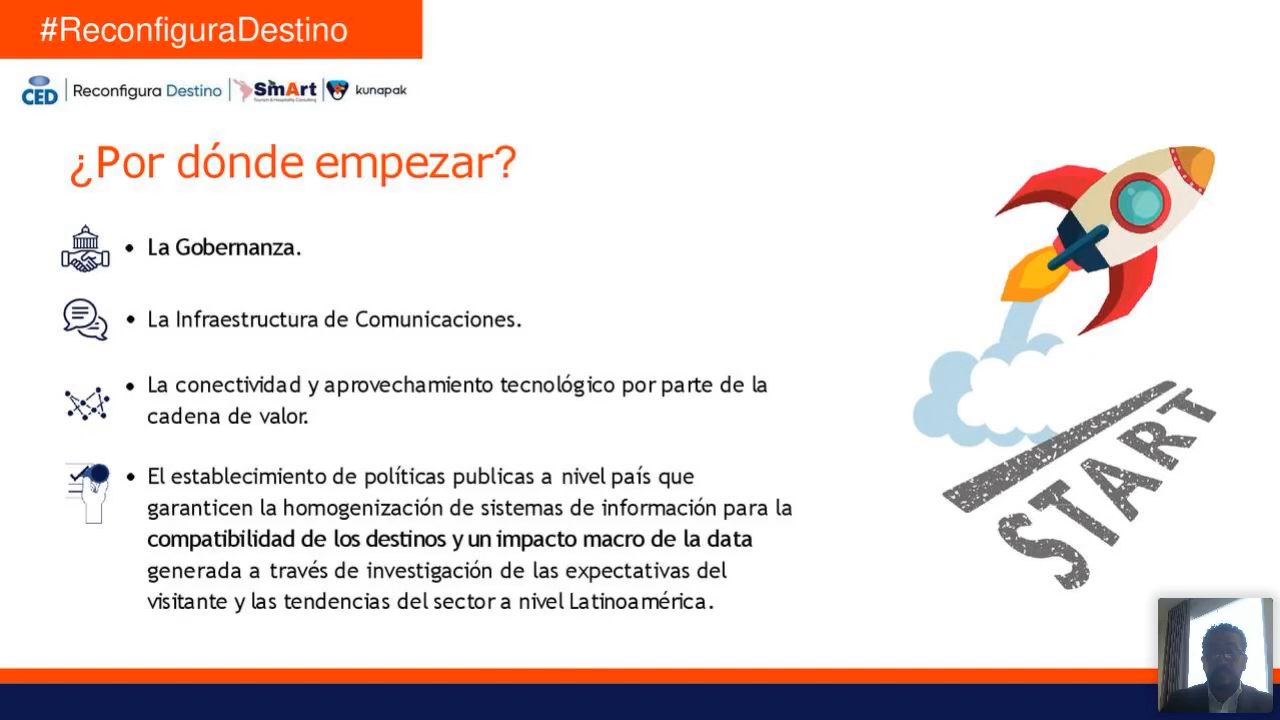 #ReconfiguraDestino
CED | Reconfigura Destino | SmArt | kunapak
Tourism & Hospitality Consulting
¿Por dónde empezar?
• La Gobernanza.
• La Infraestructura de Comunicaciones.
• La conectividad y aprovechamiento tecnológico por parte de la
cadena de valor.
• El establecimiento de políticas publicas a nivel país que
garanticen la homogenización de sistemas de información para la
compatibilidad de los destinos y un impacto macro de la data
generada a través de investigación de las expectativas del
visitante y las tendencias del sector a nivel Latinoamérica.
START